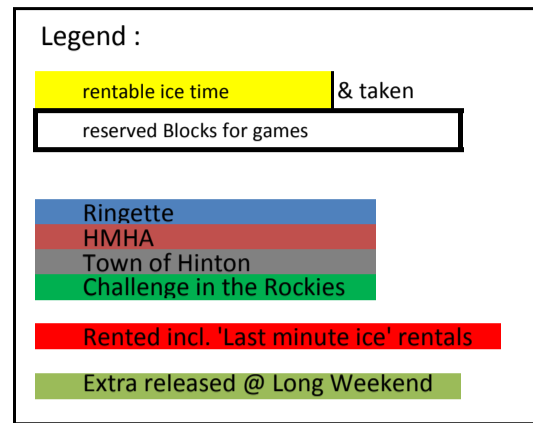 Legend :
rentable ice time & taken
reserved Blocks for games
Ringette
HMHA
Town of Hinton
Challenge in the Rockies
Rented incl. 'Last minute ice' rentals
Extra released @ Long Weekend